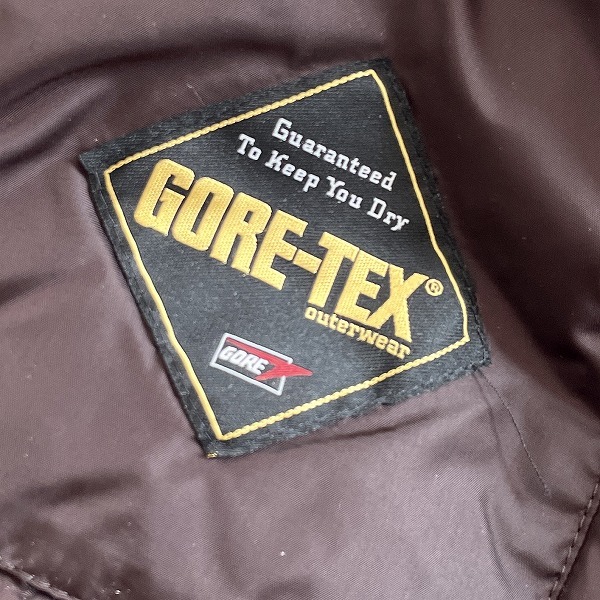 Guaranteed
To Keep You Dry
GORE-TEX®
outerwear
GORE